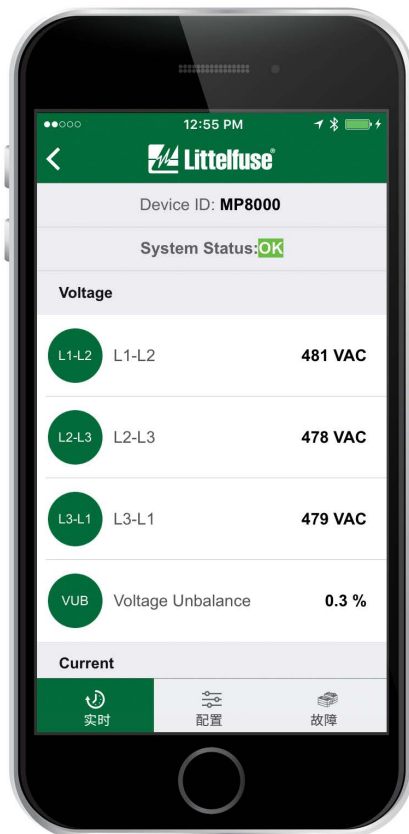 12:55 PM
Littelfuse®
Device ID: MP8000
System Status:OK
Voltage
L1-L2 L1-L2 481 VAC
L2-L3 L2-L3 478 VAC
L3-L1 L3-L1 479 VAC
VUB Voltage Unbalance 0.3 %
Current
实时 配置 故障